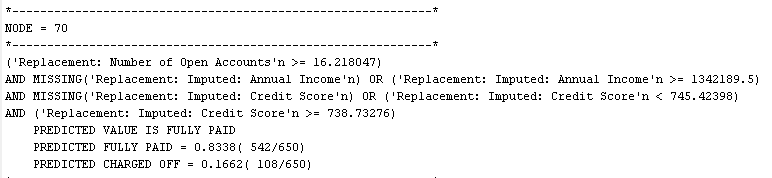 *------------------------------------------------------------*
NODE = 70
*------------------------------------------------------------*
('Replacement: Number of Open Accounts'n >= 16.218047)
AND MISSING('Replacement: Imputed: Annual Income'n) OR ('Replacement: Imputed: Annual Income'n >= 1342189.5)
AND MISSING('Replacement: Imputed: Credit Score'n) OR ('Replacement: Imputed: Credit Score'n < 745.42398)
AND ('Replacement: Imputed: Credit Score'n >= 738.73276)
PREDICTED VALUE IS FULLY PAID
PREDICTED FULLY PAID = 0.8338( 542/650)
PREDICTED CHARGED OFF = 0.1662( 108/650)
*------------------------------------------------------------*